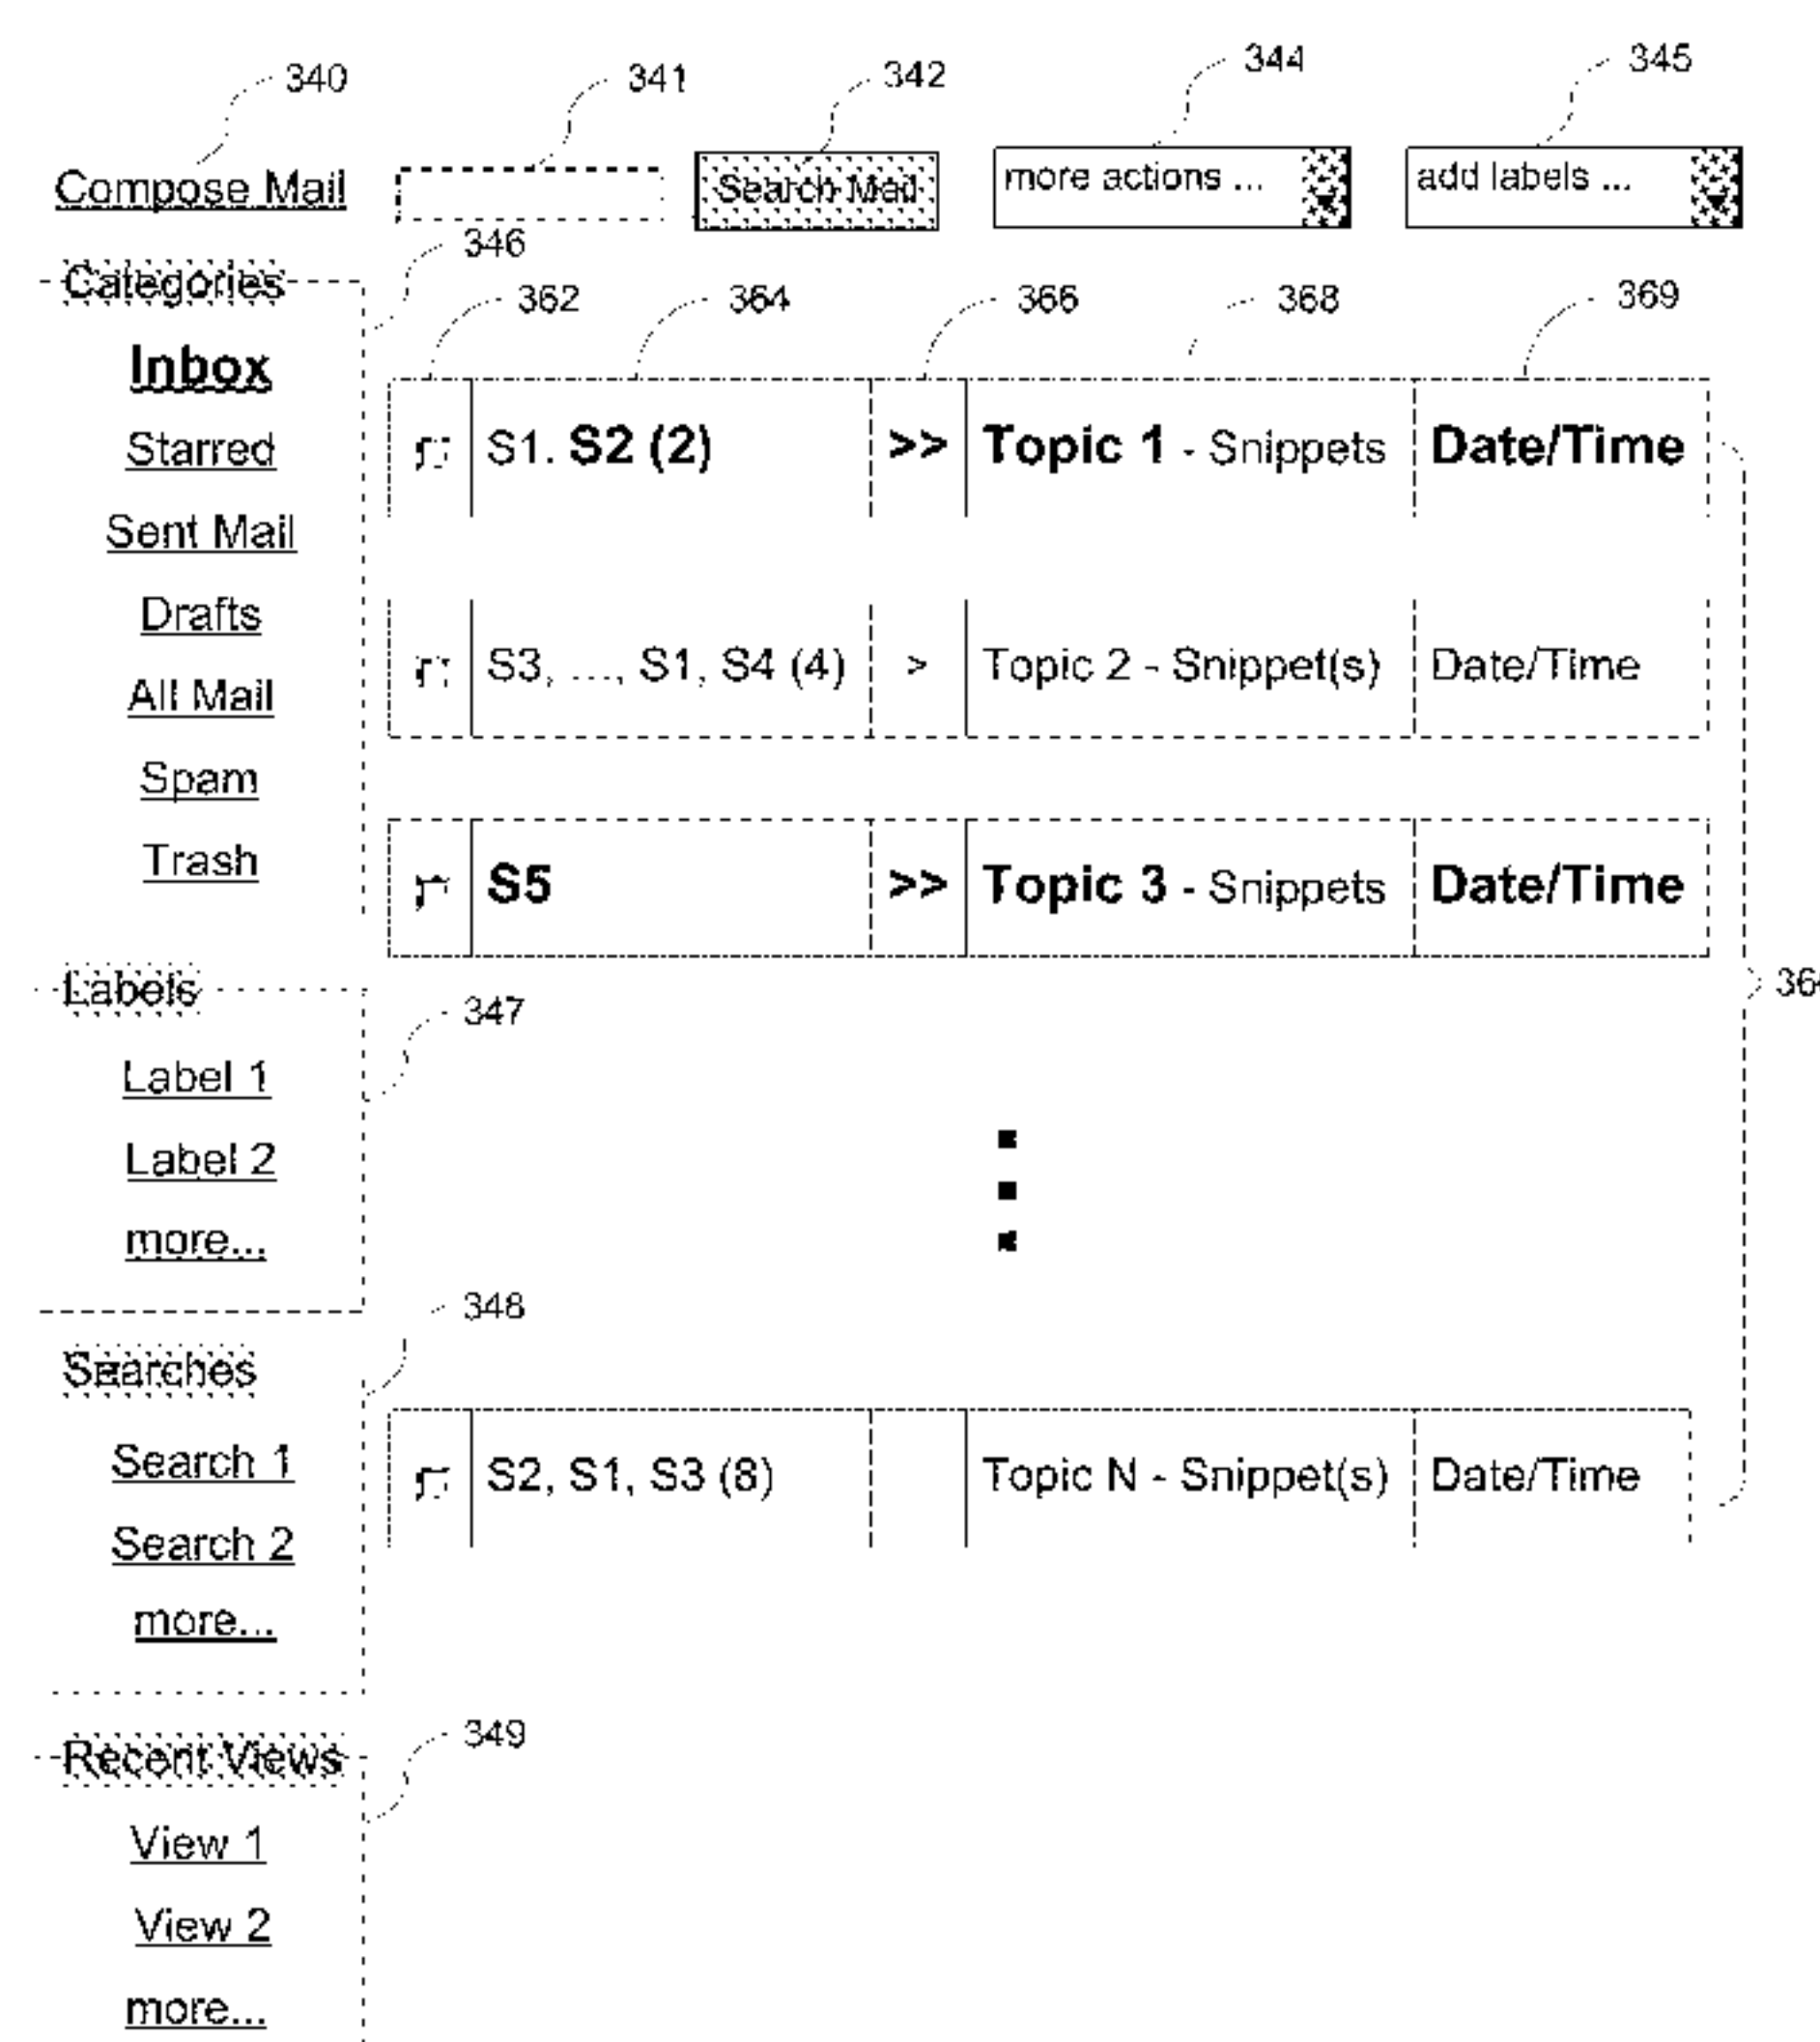 340 341 342 344 345
Compose Mail Search Mail more actions ... add labels ...
346
Categories
362 364 366 368 369
Inbox
S1. S2 (2) >> Topic 1 - Snippets Date/Time
Starred
Sent Mail
Drafts
S3, ..., S1, S4 (4) > Topic 2 - Snippet(s) Date/Time
All Mail
Spam
Trash
S5 >> Topic 3 - Snippets Date/Time
Labels
347
Label 1
Label 2
more...
348
Searches
Search 1
S2, S1, S3 (8) Topic N - Snippet(s) Date/Time
Search 2
more...
Recent Views
349
View 1
View 2
more...